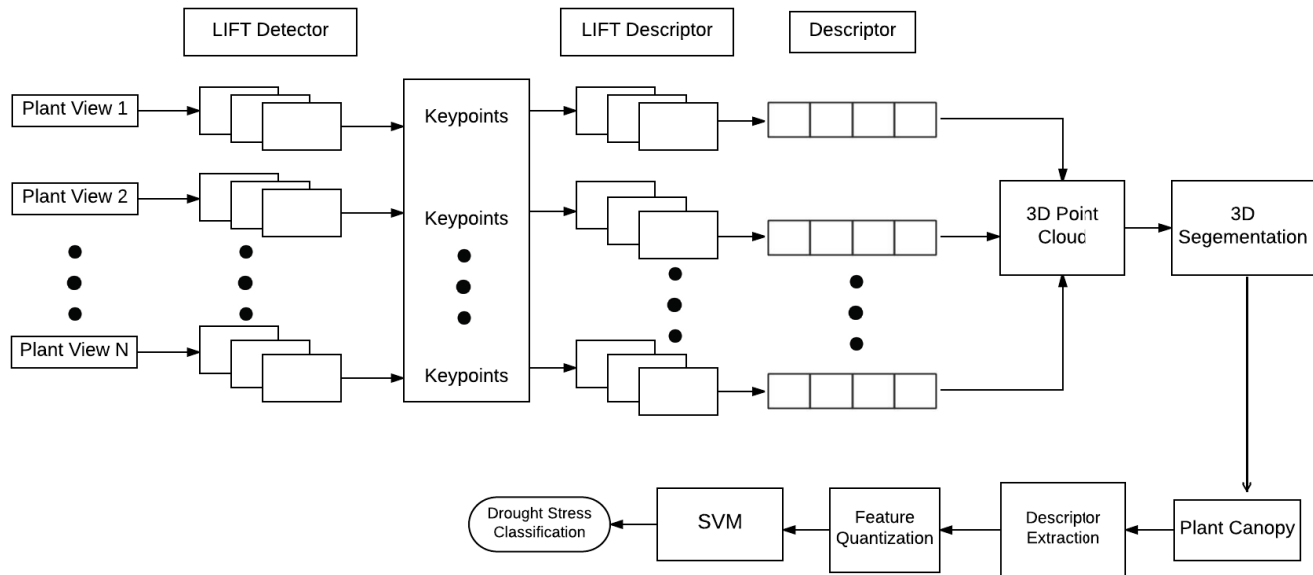 LIFT Detector
LIFT Descriptor
Descriptor
Plant View 1
Keypoints
Plant View 2
Keypoints
3D Point
Cloud
3D
Segementation
Plant View N
Keypoints
Drought Stress
Classification
SVM
Feature
Quantization
Descriptor
Extraction
Plant Canopy